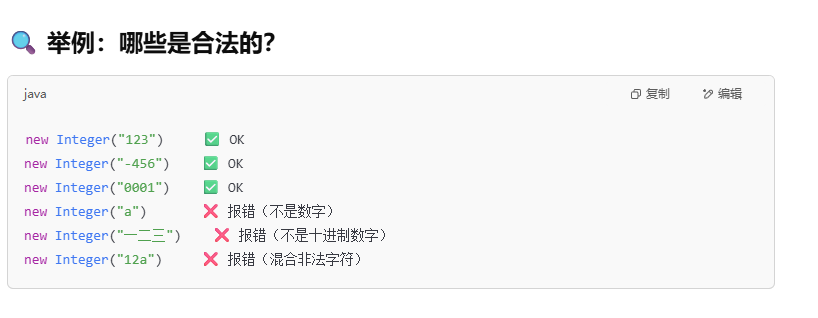 🔍 举例：哪些是合法的？
java 复制 编辑
new Integer("123") ✅ OK
new Integer("-456") ✅ OK
new Integer("0001") ✅ OK
new Integer("a") ❌ 报错（不是数字）
new Integer("一二三") ❌ 报错（不是十进制数字）
new Integer("12a") ❌ 报错（混合非法字符）